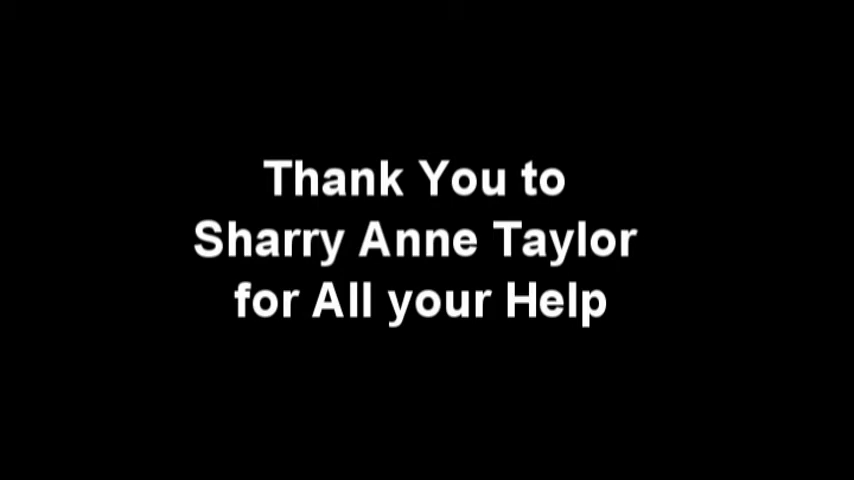 Thank You to
Sharry Anne Taylor
for All your Help